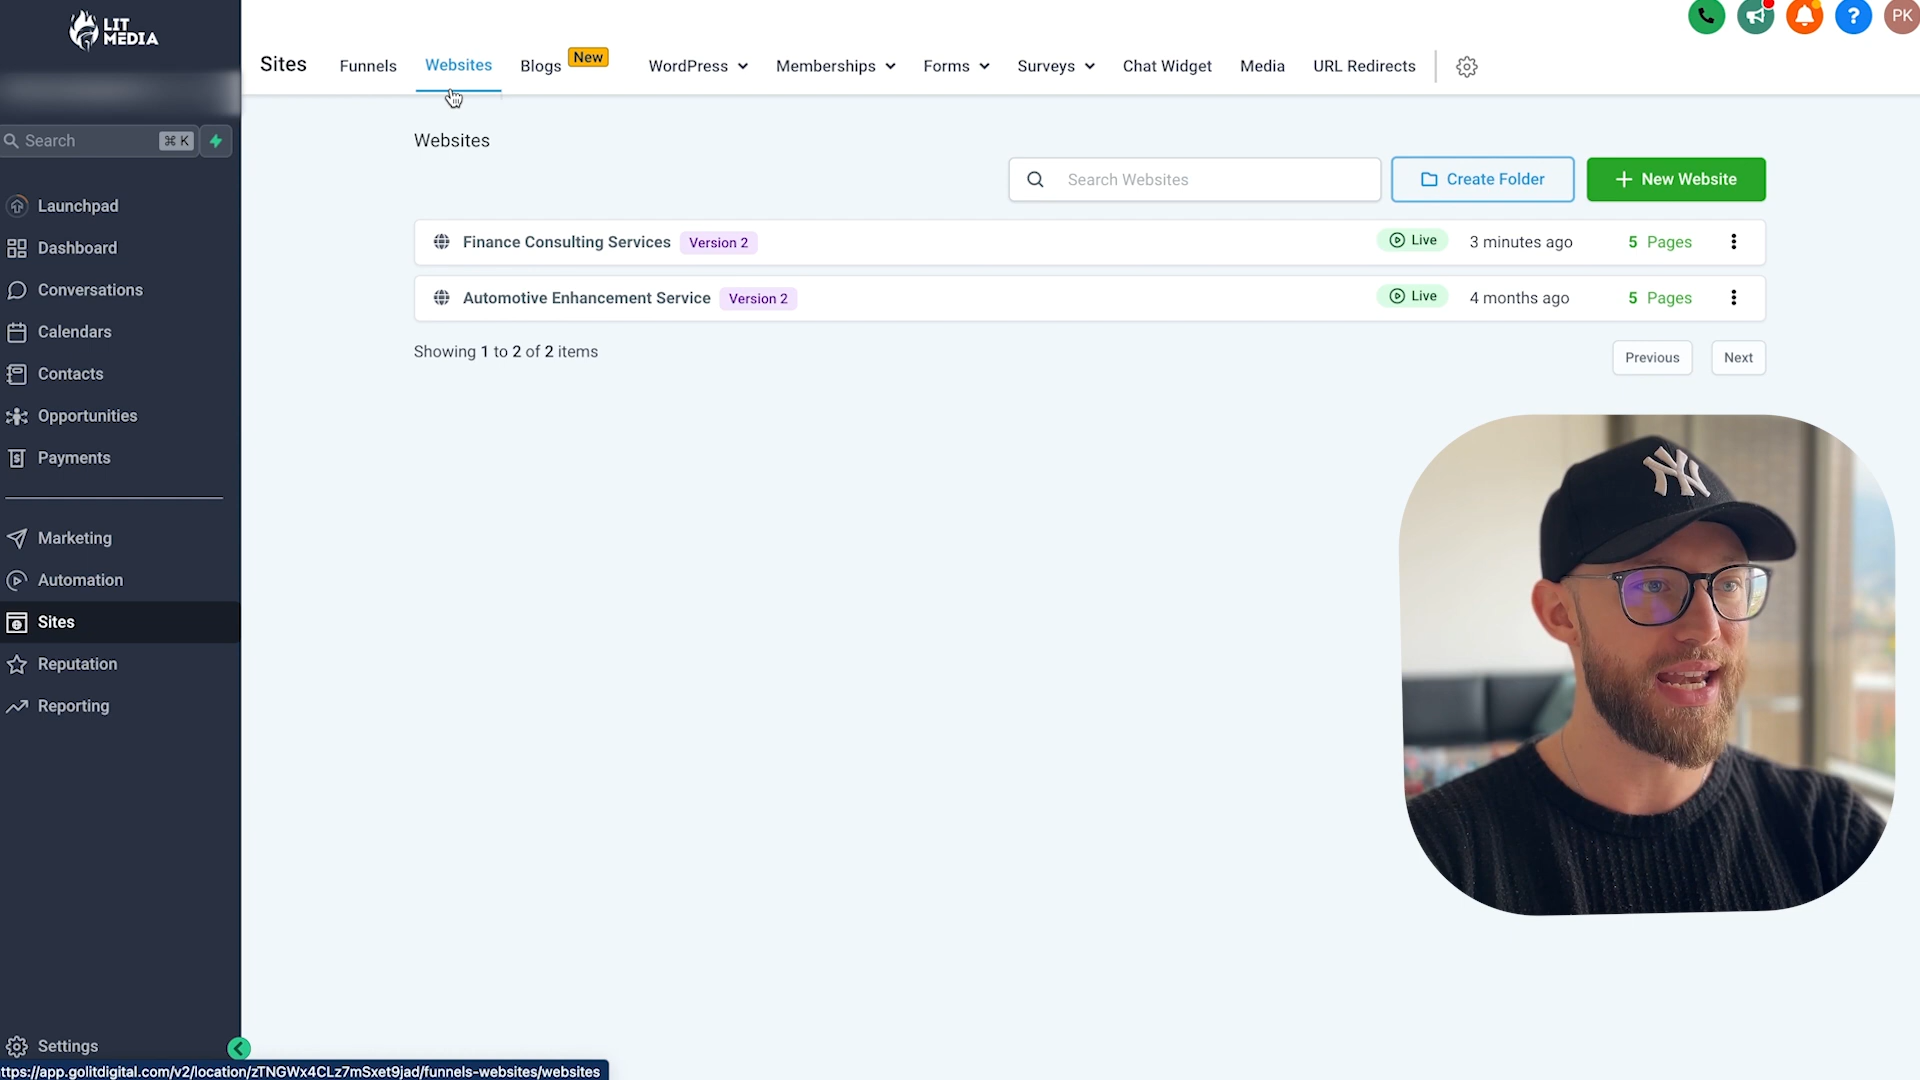 LIT
MEDIA
Search ⌘ K
Launchpad
Dashboard
Conversations
Calendars
Contacts
Opportunities
Payments
Marketing
Automation
Sites
Reputation
Reporting
Settings
PK
Sites Funnels Websites Blogs New WordPress Memberships Forms Surveys Chat Widget Media URL Redirects
Websites
Search Websites Create Folder + New Website
Finance Consulting Services Version 2 Live 3 minutes ago 5 Pages
Automotive Enhancement Service Version 2 Live 4 months ago 5 Pages
Showing 1 to 2 of 2 items Previous Next
NY
ttps://app.golitdigital.com/v2/location/zTNGWx4CLz7mSxet9jad/funnels-websites/websites